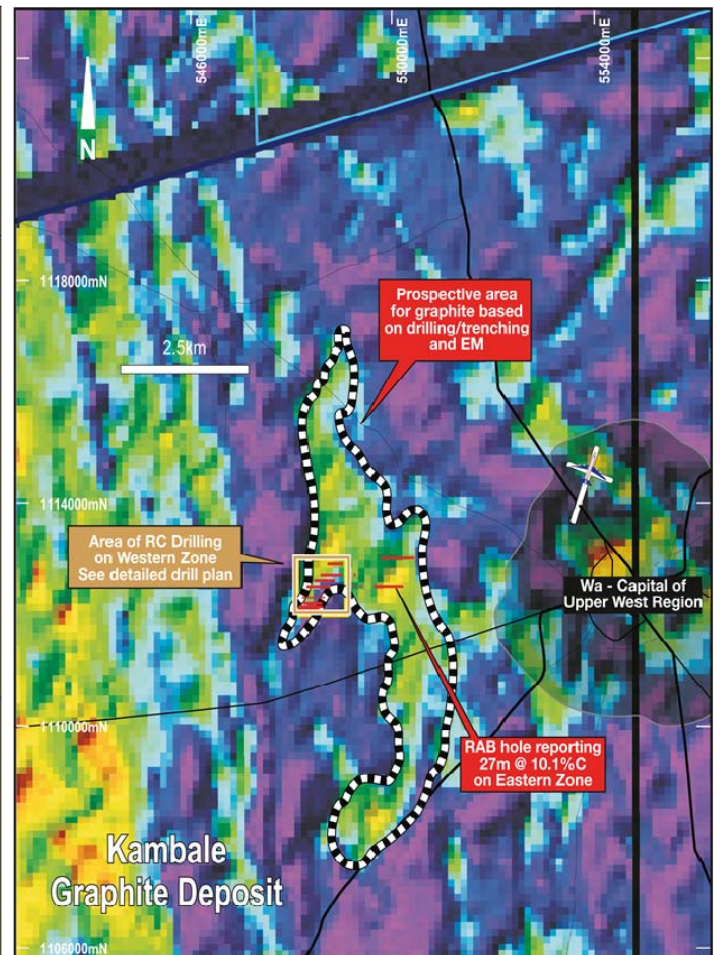 546000mE
550000mE
554000mE
N
1118000mN
Prospective area
for graphite based
on drilling/trenching
and EM
2.5km
1114000mN
Area of RC Drilling
on Western Zone
See detailed drill plan
Wa - Capital of
Upper West Region
1110000mN
RAB hole reporting
27m @ 10.1%C
on Eastern Zone
Kambale
Graphite Deposit
1106000mN